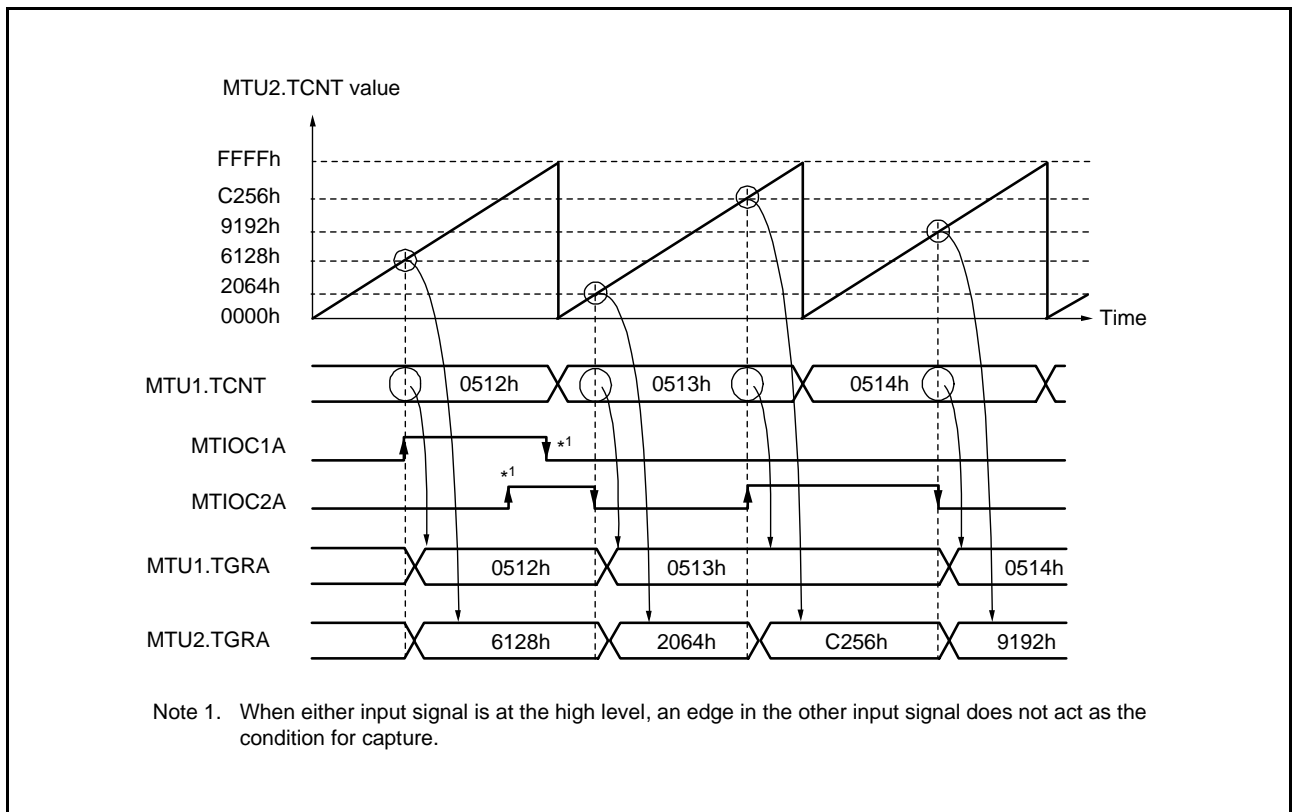 MTU2.TCNT value
FFFFh
C256h
9192h
6128h
2064h
0000h
Time
MTU1.TCNT
0512h
0513h
0514h
MTIOC1A
*1
*1
MTIOC2A
MTU1.TGRA
0512h
0513h
0514h
MTU2.TGRA
6128h
2064h
C256h
9192h
Note 1. When either input signal is at the high level, an edge in the other input signal does not act as the
condition for capture.